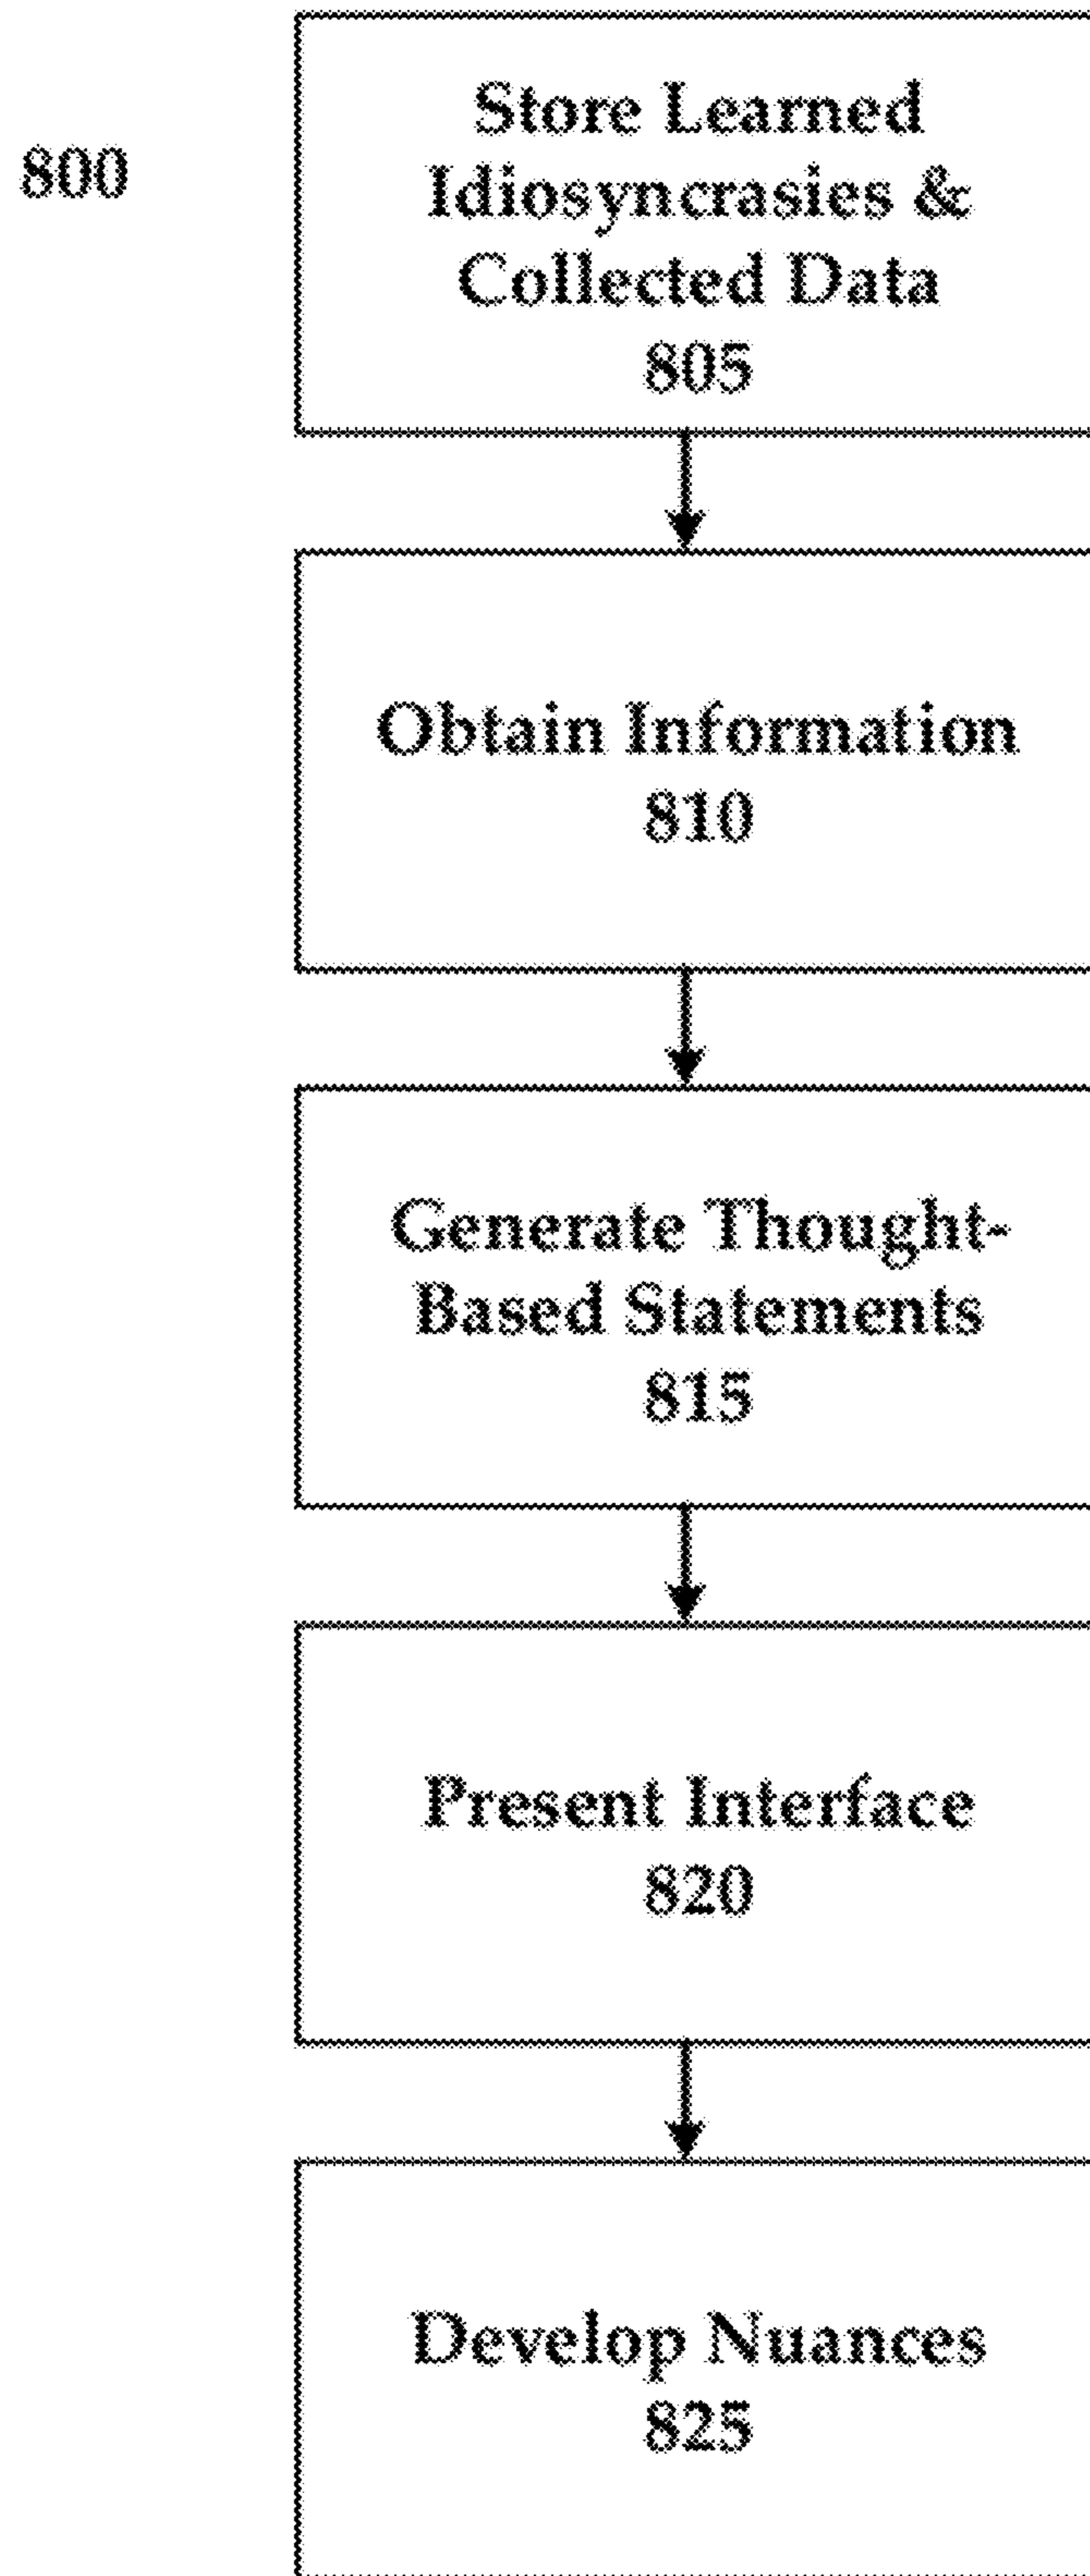 800
Store Learned
Idiosyncrasies &
Collected Data
805
Obtain Information
810
Generate Thought-
Based Statements
815
Present Interface
820
Develop Nuances
825